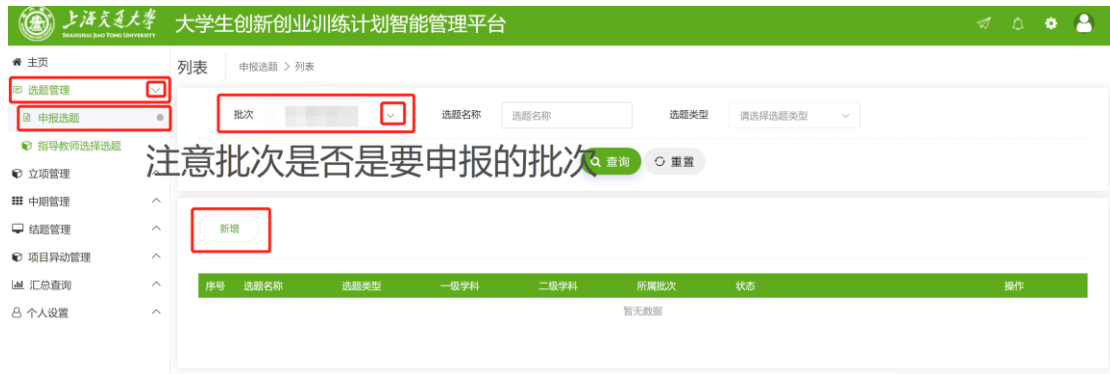 上海交通大学 大学生创新创业训练计划智能管理平台
SHANGHAI JIAO TONG UNIVERSITY
主页
列表 申报选题 > 列表
选题管理
申报选题
批次 选题名称 选题名称 选题类型 请选择选题类型
指导教师选择选题
注意批次是否是要申报的批次
查询 重置
立项管理
中期管理
结题管理
新增
项目异动管理
汇总查询
序号 选题名称 选题类型 一级学科 二级学科 所属批次 状态 操作
个人设置
暂无数据